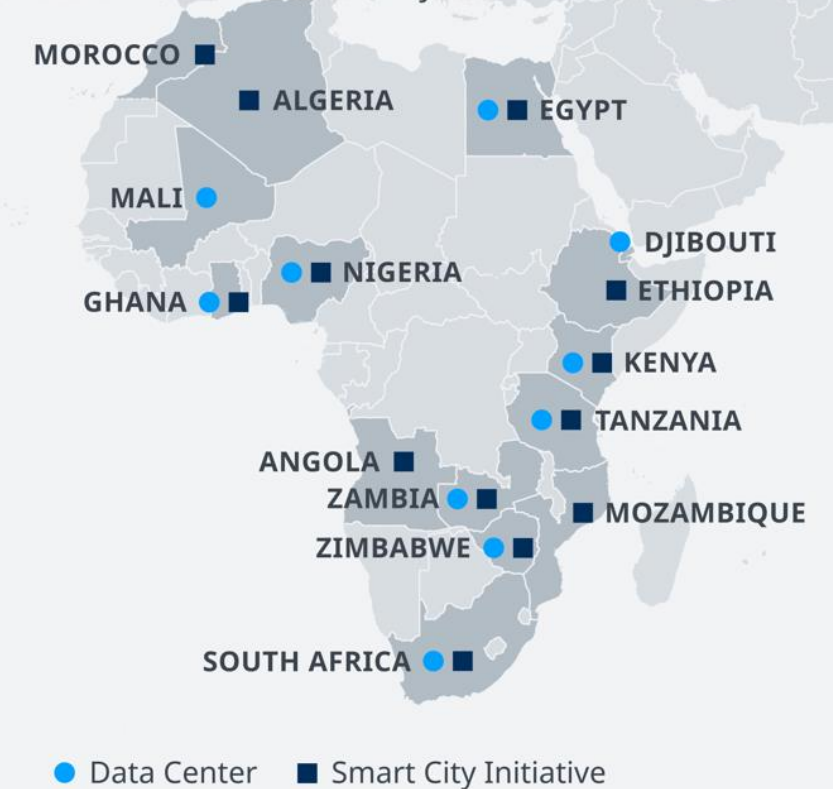 MOROCCO
ALGERIA
EGYPT
MALI
DJIBOUTI
NIGERIA
ETHIOPIA
GHANA
KENYA
TANZANIA
ANGOLA
ZAMBIA
MOZAMBIQUE
ZIMBABWE
SOUTH AFRICA
Data Center
Smart City Initiative